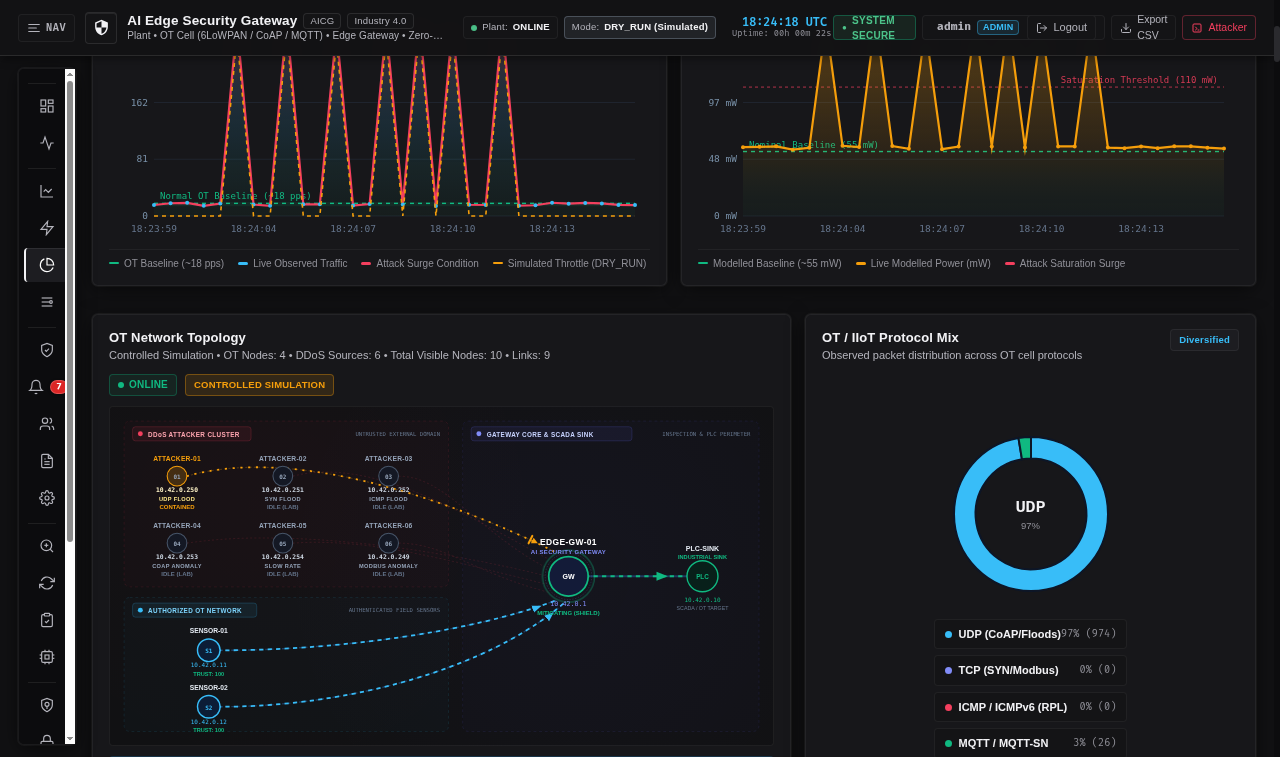 NAV
AI Edge Security Gateway AICG Industry 4.0
Plant • OT Cell (6LoWPAN / CoAP / MQTT) • Edge Gateway • Zero-…
Plant: ONLINE
Mode: DRY_RUN (Simulated)
18:24:18 UTC
Uptime: 00h 00m 22s
SYSTEM SECURE
admin ADMIN
Logout
Export CSV
Attacker
7
162
81
0
Normal OT Baseline (~18 pps)
18:23:59 18:24:04 18:24:07 18:24:10 18:24:13
OT Baseline (~18 pps) Live Observed Traffic Attack Surge Condition Simulated Throttle (DRY_RUN)
Saturation Threshold (110 mW)
97 mW
Nominal Baseline (55 mW)
48 mW
0 mW
18:23:59 18:24:04 18:24:07 18:24:10 18:24:13
Modelled Baseline (~55 mW) Live Modelled Power (mW) Attack Saturation Surge
OT Network Topology
Controlled Simulation • OT Nodes: 4 • DDoS Sources: 6 • Total Visible Nodes: 10 • Links: 9
ONLINE CONTROLLED SIMULATION
DDoS ATTACKER CLUSTER UNTRUSTED EXTERNAL DOMAIN
ATTACKER-01 ATTACKER-02 ATTACKER-03
01 02 03
10.42.0.250 10.42.0.251 10.42.0.252
UDP FLOOD SYN FLOOD ICMP FLOOD
CONTAINED IDLE (LAB) IDLE (LAB)
ATTACKER-04 ATTACKER-05 ATTACKER-06
04 05 06
10.42.0.253 10.42.0.254 10.42.0.249
COAP ANOMALY SLOW RATE MODBUS ANOMALY
IDLE (LAB) IDLE (LAB) IDLE (LAB)
AUTHORIZED OT NETWORK AUTHENTICATED FIELD SENSORS
SENSOR-01
S1
10.42.0.11
TRUST: 100
SENSOR-02
S2
10.42.0.12
TRUST: 100
GATEWAY CORE & SCADA SINK INSPECTION & PLC PERIMETER
EDGE-GW-01
AI SECURITY GATEWAY
GW
10.42.0.1
MITIGATING (SHIELD)
PLC-SINK
INDUSTRIAL SINK
PLC
10.42.0.10
SCADA / OT TARGET
OT / IIoT Protocol Mix
Observed packet distribution across OT cell protocols
Diversified
UDP
97%
UDP (CoAP/Floods) 97% (974)
TCP (SYN/Modbus) 0% (0)
ICMP / ICMPv6 (RPL) 0% (0)
MQTT / MQTT-SN 3% (26)